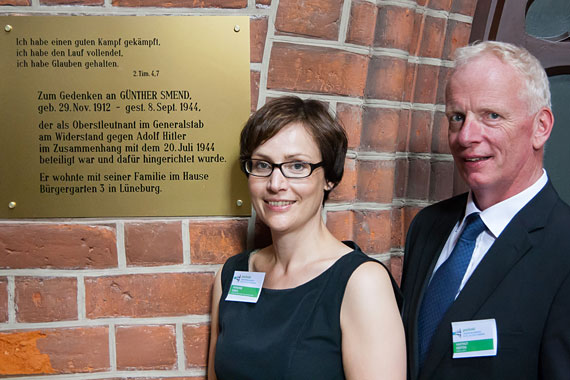 Ich habe einen guten Kampf gekämpft,
ich habe den Lauf vollendet,
ich habe Glauben gehalten.
2. Tim. 4,7
Zum Gedenken an GÜNTHER SMEND,
geb. 29. Nov. 1912 - gest. 8. Sept. 1944,
der als Oberstleutnant im Generalstab
am Widerstand gegen Adolf Hitler
im Zusammenhang mit dem 20. Juli 1944
beteiligt war und dafür hingerichtet wurde.
Er wohnte mit seiner Familie im Hause
Bürgergarten 3 in Lüneburg.